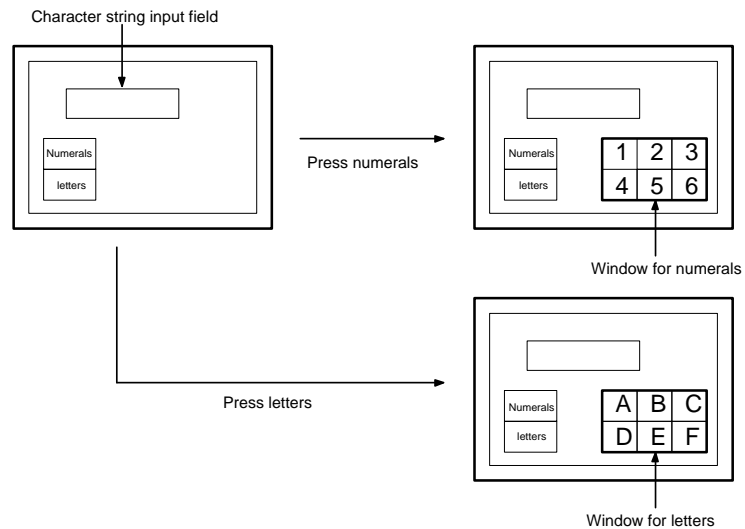 Character string input field
Numerals
letters
Press numerals
Numerals
letters
1 2 3
4 5 6
Window for numerals
Press letters
Numerals
letters
A B C
D E F
Window for letters